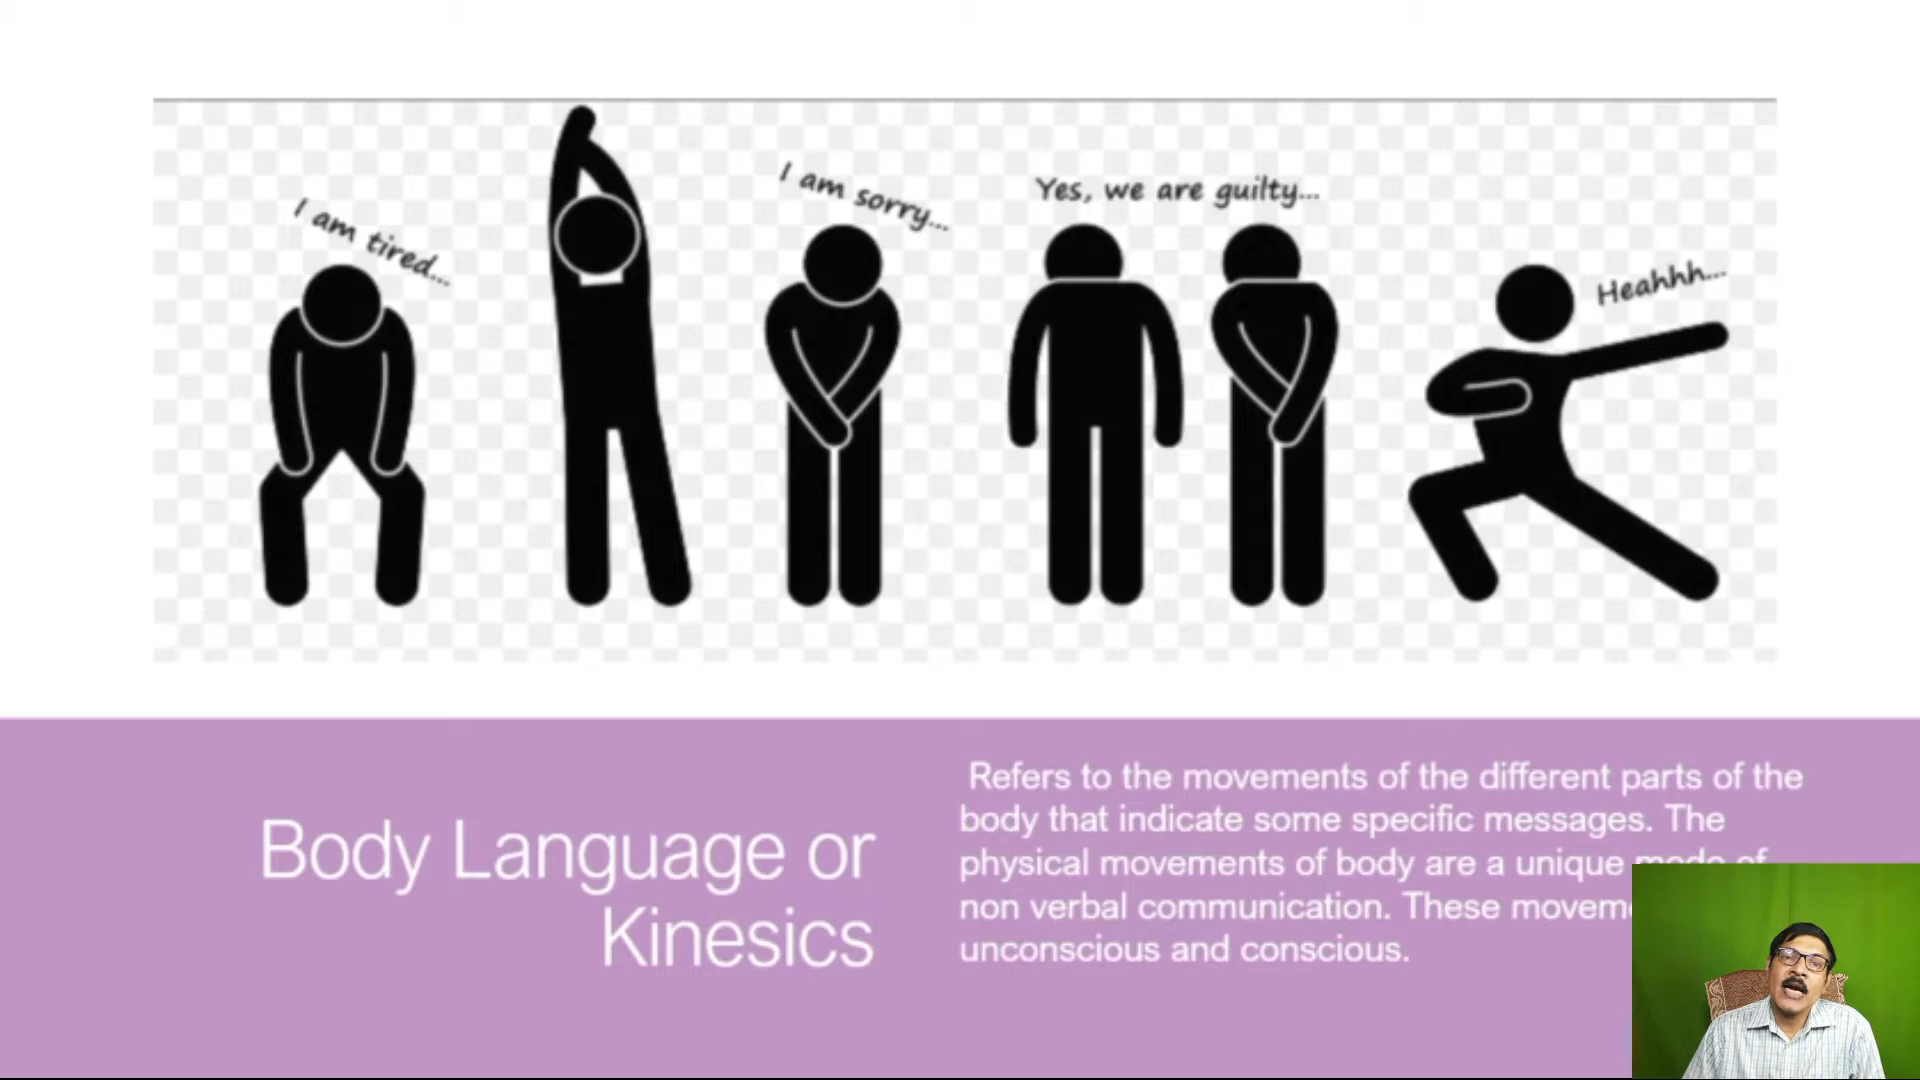 I am tired...
I am sorry...
Yes, we are guilty...
Heahhh...
Body Language or
Kinesics
Refers to the movements of the different parts of the
body that indicate some specific messages. The
physical movements of body are a unique mode of
non verbal communication. These
unconscious and conscious.